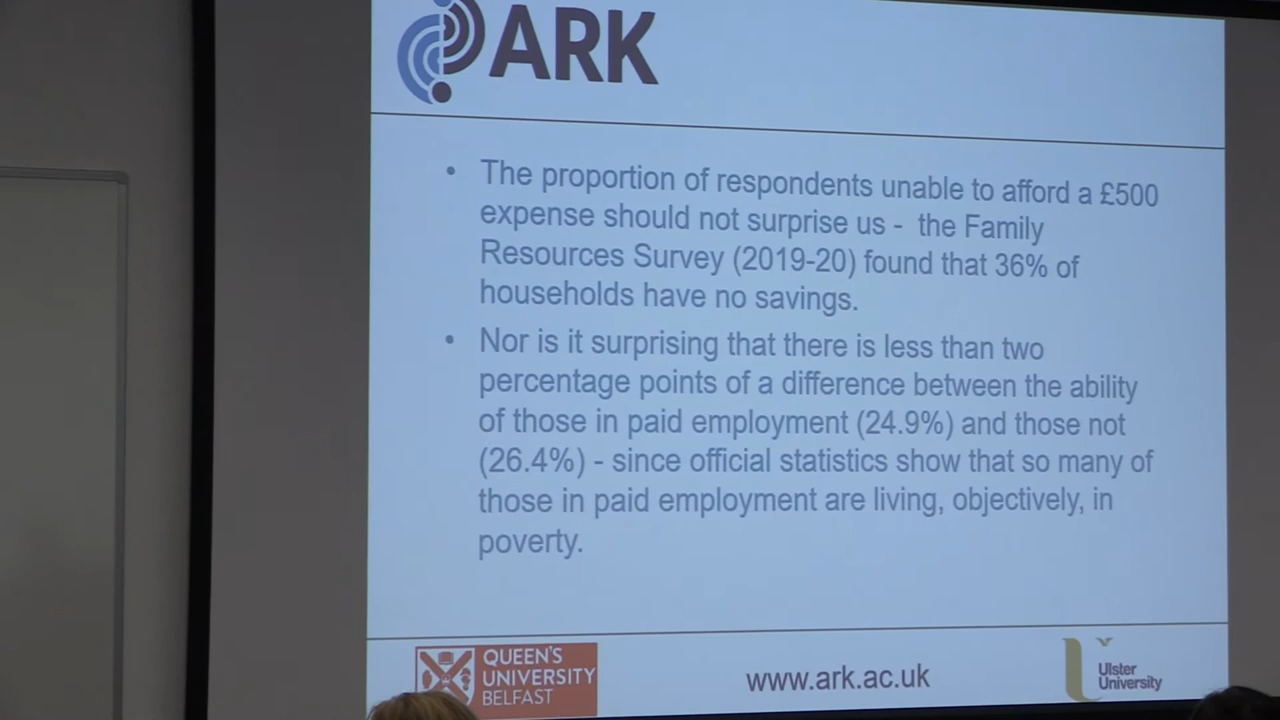 ARK
• The proportion of respondents unable to afford a £500
expense should not surprise us - the Family
Resources Survey (2019-20) found that 36% of
households have no savings.
• Nor is it surprising that there is less than two
percentage points of a difference between the ability
of those in paid employment (24.9%) and those not
(26.4%) - since official statistics show that so many of
those in paid employment are living, objectively, in
poverty.
QUEEN'S
UNIVERSITY
BELFAST
www.ark.ac.uk
Ulster
University